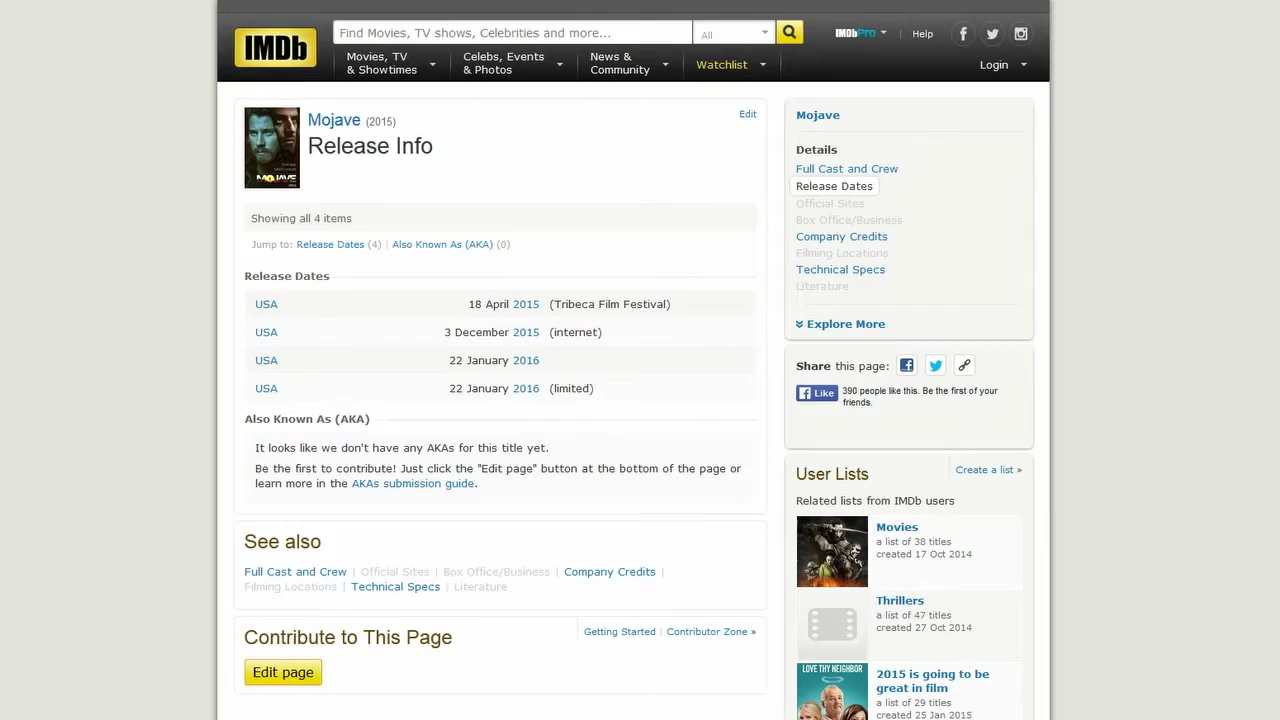 IMDb
Find Movies, TV shows, Celebrities and more...
All
IMDbPro
|
Help
Movies, TV
& Showtimes
Celebs, Events
& Photos
News &
Community
Watchlist
Login
Mojave (2015)
Edit
Release Info
MOJAVE
Showing all 4 items
Jump to: Release Dates (4) | Also Known As (AKA) (0)
Release Dates
USA 18 April 2015 (Tribeca Film Festival)
USA 3 December 2015 (internet)
USA 22 January 2016
USA 22 January 2016 (limited)
Also Known As (AKA)
It looks like we don't have any AKAs for this title yet.
Be the first to contribute! Just click the "Edit page" button at the bottom of the page or
learn more in the AKAs submission guide.
See also
Full Cast and Crew | Official Sites | Box Office/Business | Company Credits |
Filming Locations | Technical Specs | Literature
Contribute to This Page
Getting Started | Contributor Zone »
Edit page
Mojave
Details
Full Cast and Crew
Release Dates
Official Sites
Box Office/Business
Company Credits
Filming Locations
Technical Specs
Literature
Explore More
Share this page:
Like
390 people like this. Be the first of your
friends.
User Lists
Create a list »
Related lists from IMDb users
Movies
a list of 38 titles
created 17 Oct 2014
Thrillers
a list of 47 titles
created 27 Oct 2014
LOVE THY NEIGHBOR
2015 is going to be
great in film
a list of 29 titles
created 25 Jan 2015